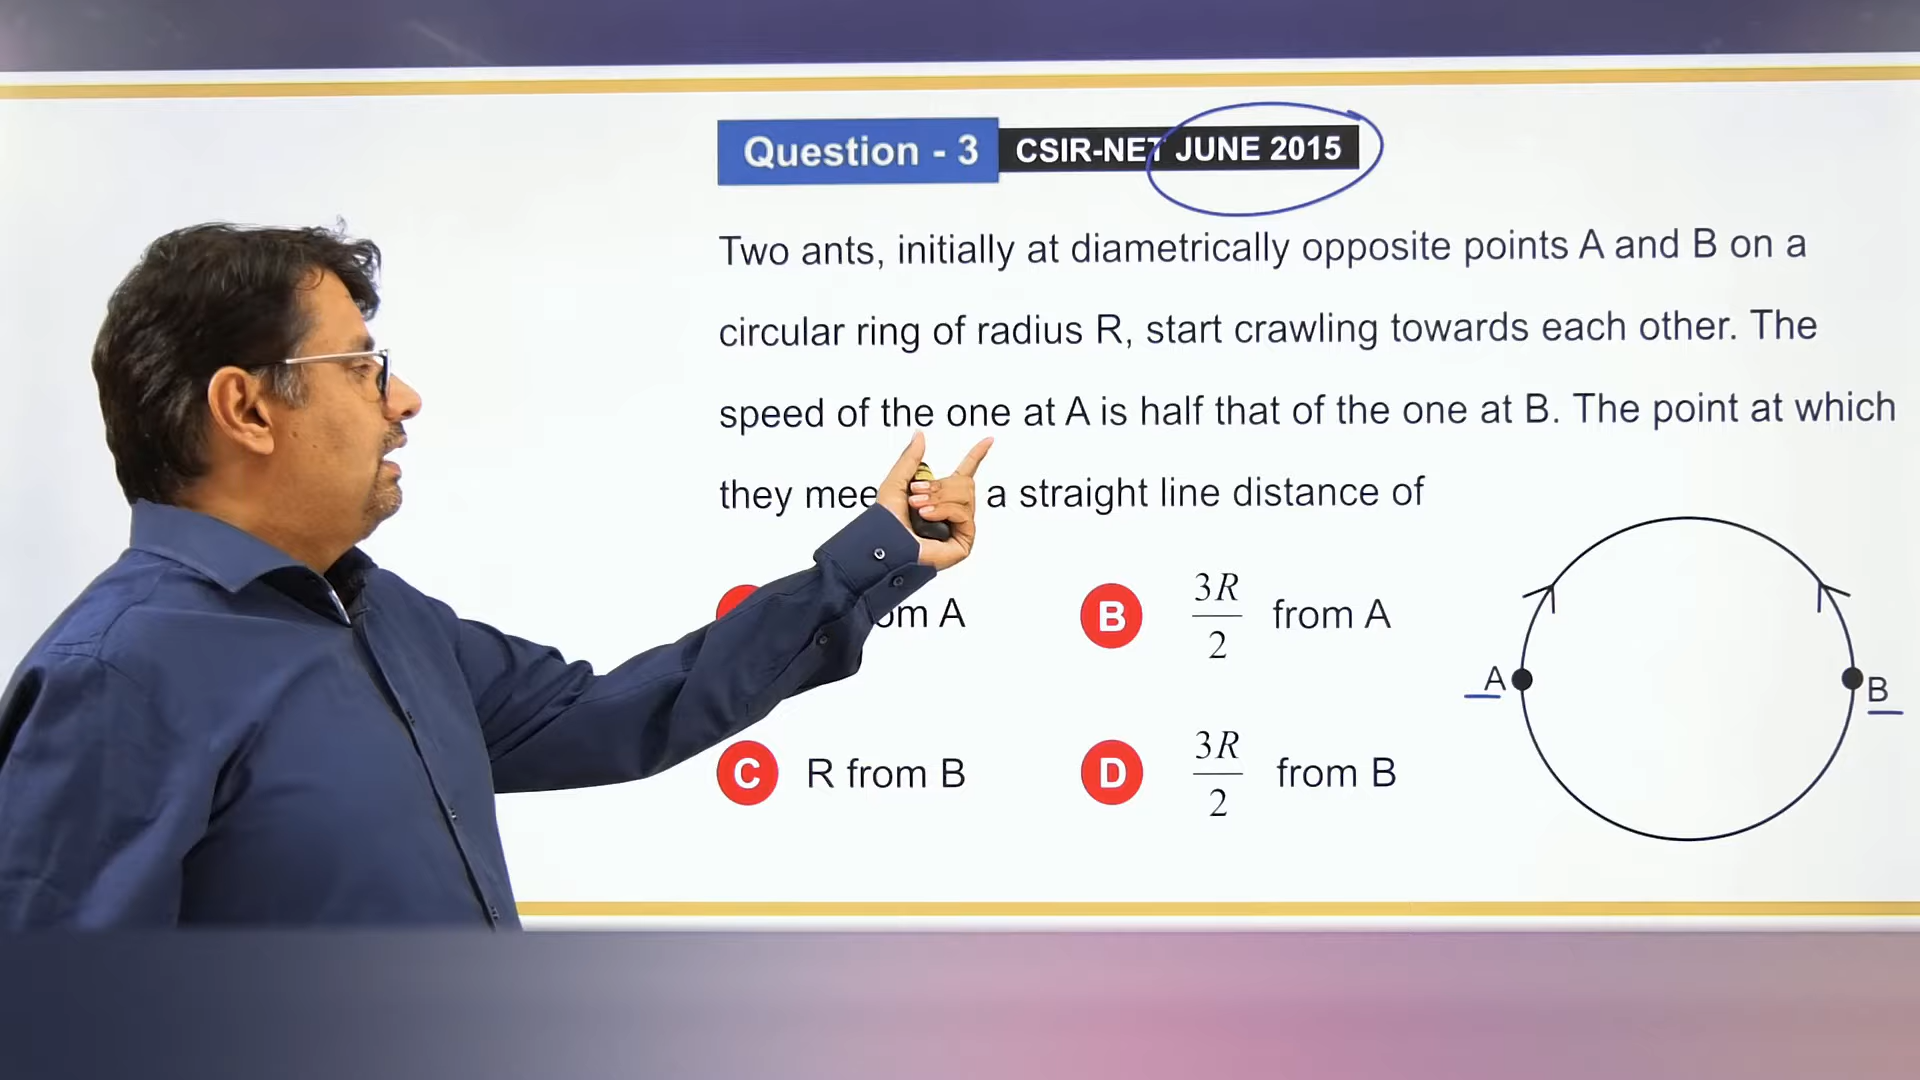 Question - 3 CSIR-NET JUNE 2015
Two ants, initially at diametrically opposite points A and B on a
circular ring of radius R, start crawling towards each other. The
speed of the one at A is half that of the one at B. The point at which
they a straight line distance of
A
B 3R/2 from A
C R from B
D 3R/2 from B
A
B